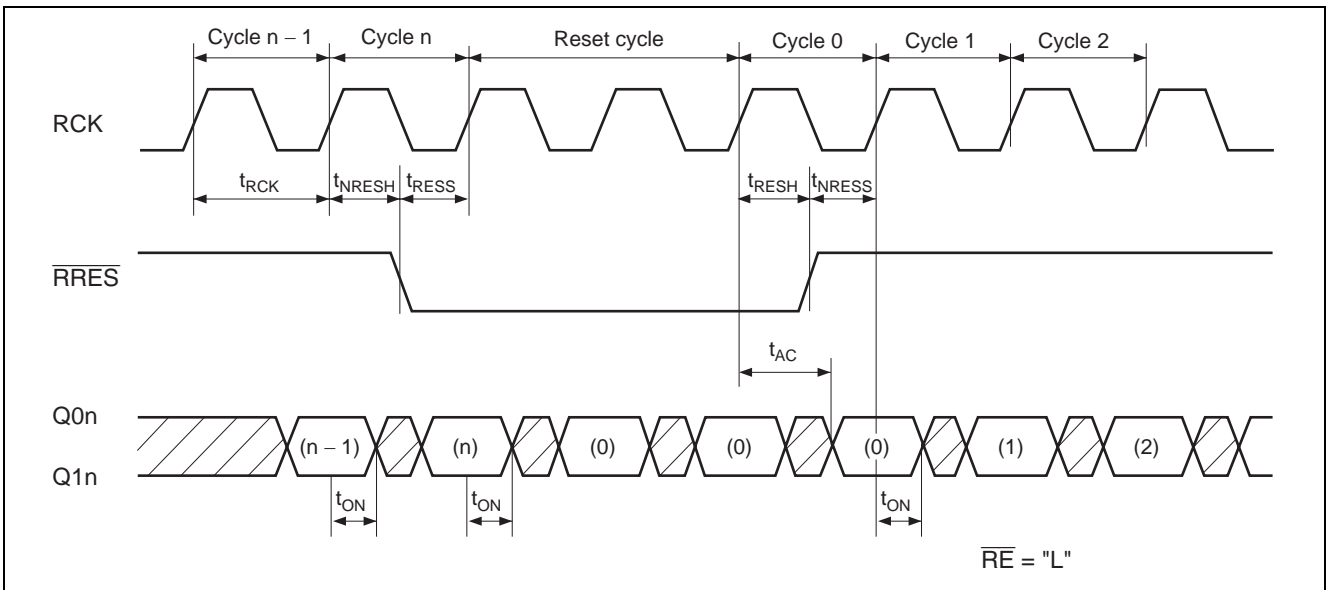 Cycle n – 1 Cycle n Reset cycle Cycle 0 Cycle 1 Cycle 2
RCK
tRCK tNRESH tRESS tRESH tNRESS
RRES
tAC
Q0n
(n – 1) (n) (0) (0) (0) (1) (2)
Q1n
tON tON tON
RE = "L"